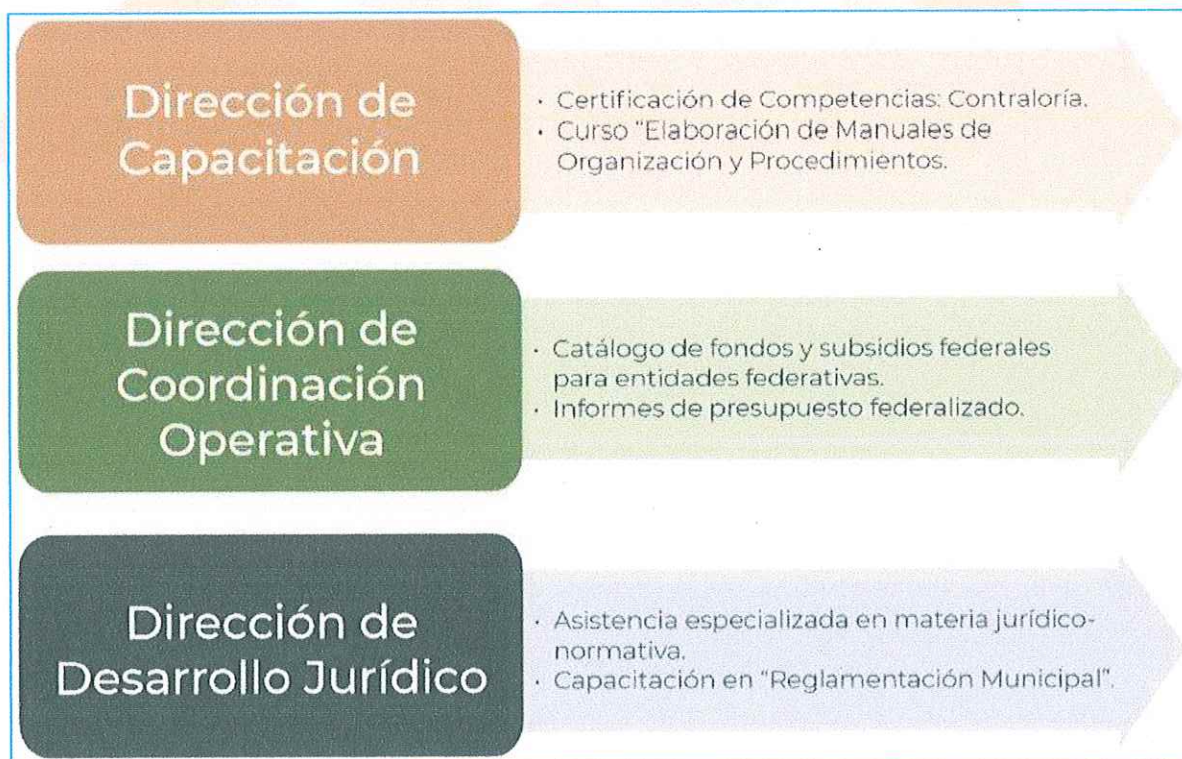 Dirección de
Capacitación
· Certificación de Competencias: Contraloría.
· Curso "Elaboración de Manuales de
Organización y Procedimientos.
Dirección de
Coordinación
Operativa
· Catálogo de fondos y subsidios federales
para entidades federativas.
· Informes de presupuesto federalizado.
Dirección de
Desarrollo Jurídico
· Asistencia especializada en materia jurídico-
normativa.
· Capacitación en "Reglamentación Municipal".